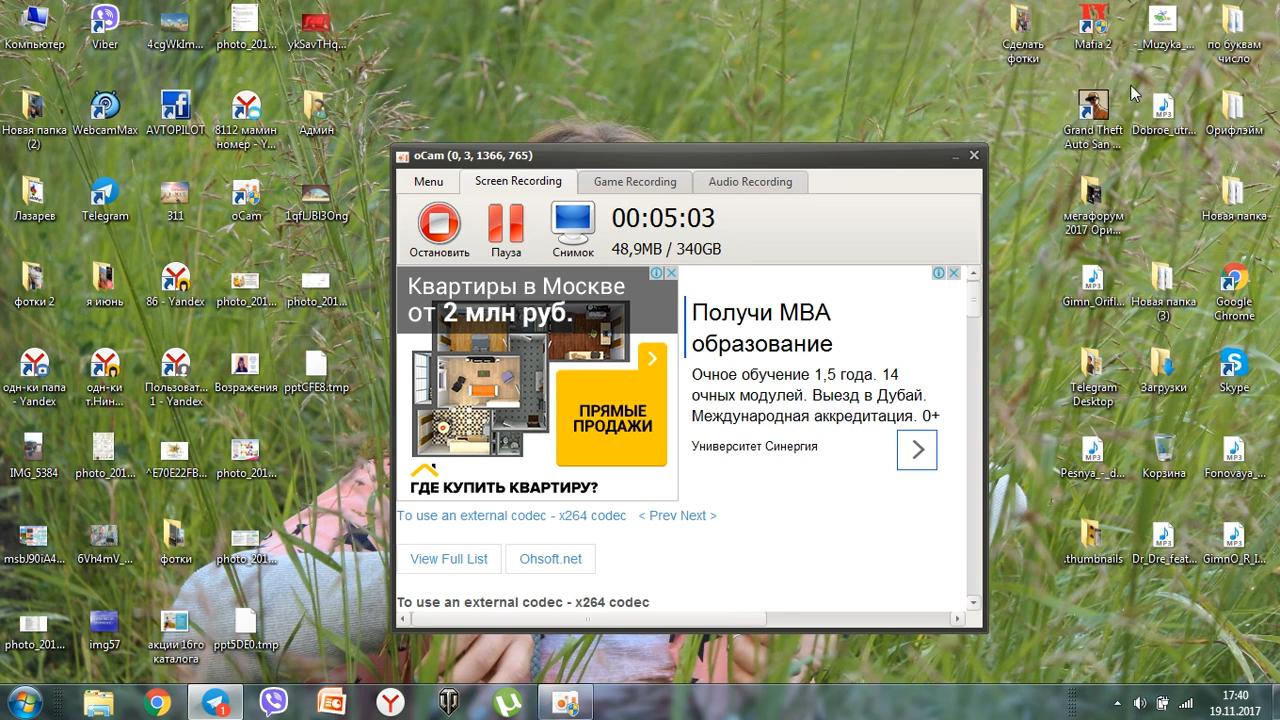 Компьютер
Viber
4cgWkIm...
photo_201...
ykSavTHq...
Сделать фотки
Mafia 2
-_Muzyka_...
по буквам число
Новая папка (2)
WebcamMax
AVTOPILOT
8112 мамин номер - Y...
Админ
Grand Theft Auto San ...
Dobroe_utr...
Орифлэйм
Лазарев
Telegram
311
oCam
1qfLJBI3Ong
мегафорум 2017 Ори...
Новая папка
фотки 2
я июнь
86 - Yandex
photo_201...
photo_201...
Gimn_Orifl...
Новая папка (3)
Google Chrome
одн-ки папа - Yandex
одн-ки т.Нин...
Пользоват... 1 - Yandex
Возражения
pptCFE8.tmp
Telegram Desktop
Загрузки
Skype
IMG_5384
photo_201...
^E70E22FB...
photo_201...
Pesnya_-_d...
Корзина
Fonovaya_...
msbJ90iA4...
6Vh4mV_...
фотки
photo_201...
.thumbnails
Dr_Dre_feat...
GimnO_R_I...
photo_201...
img57
акции 16го каталога
ppt5DE0.tmp
oCam (0, 3, 1366, 765)
Menu
Screen Recording
Game Recording
Audio Recording
Остановить
Пауза
Снимок
00:05:03
48,9MB / 340GB
Квартиры в Москве
от 2 млн руб.
ПРЯМЫЕ
ПРОДАЖИ
ГДЕ КУПИТЬ КВАРТИРУ?
Получи MBA
образование
Очное обучение 1,5 года. 14
очных модулей. Выезд в Дубай.
Международная аккредитация. 0+
Университет Синергия
To use an external codec - x264 codec < Prev Next >
View Full List
Ohsoft.net
To use an external codec - x264 codec
1
17:40
19.11.2017